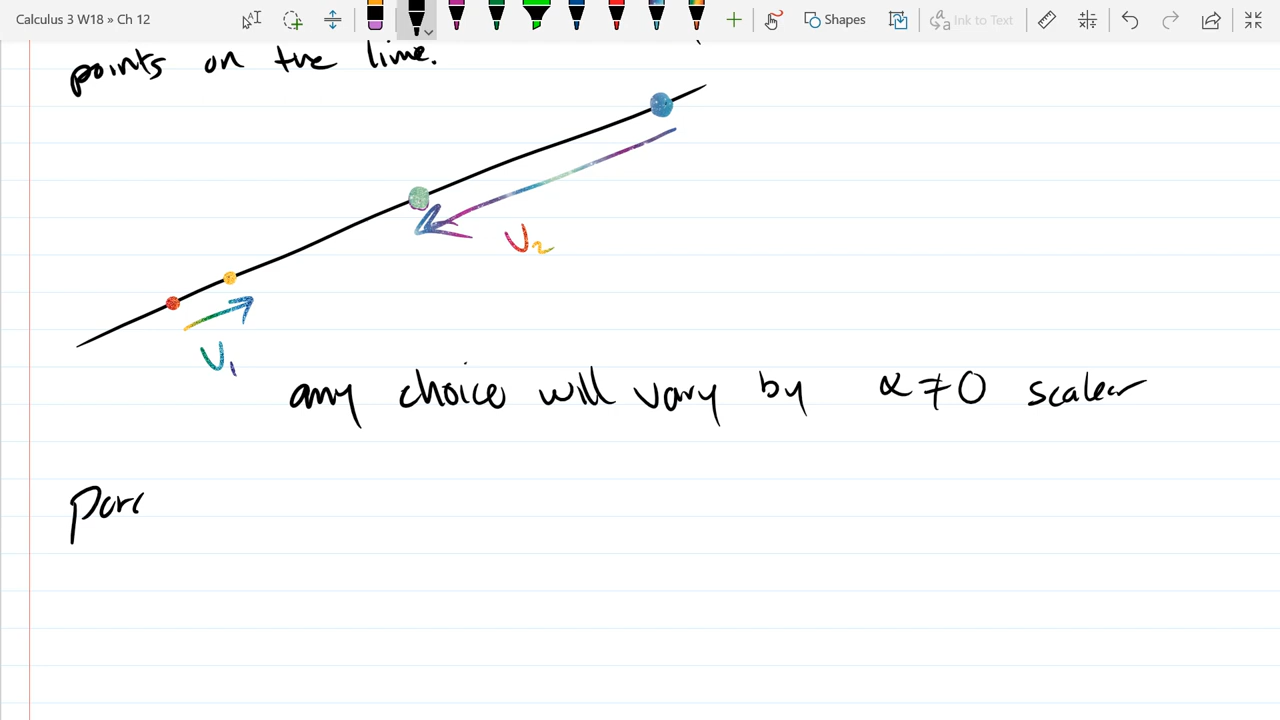 Calculus 3 W18 » Ch 12
Shapes
Ink to Text
points on the line.
V2
V1
any choice will vary by α≠0 scaler
para